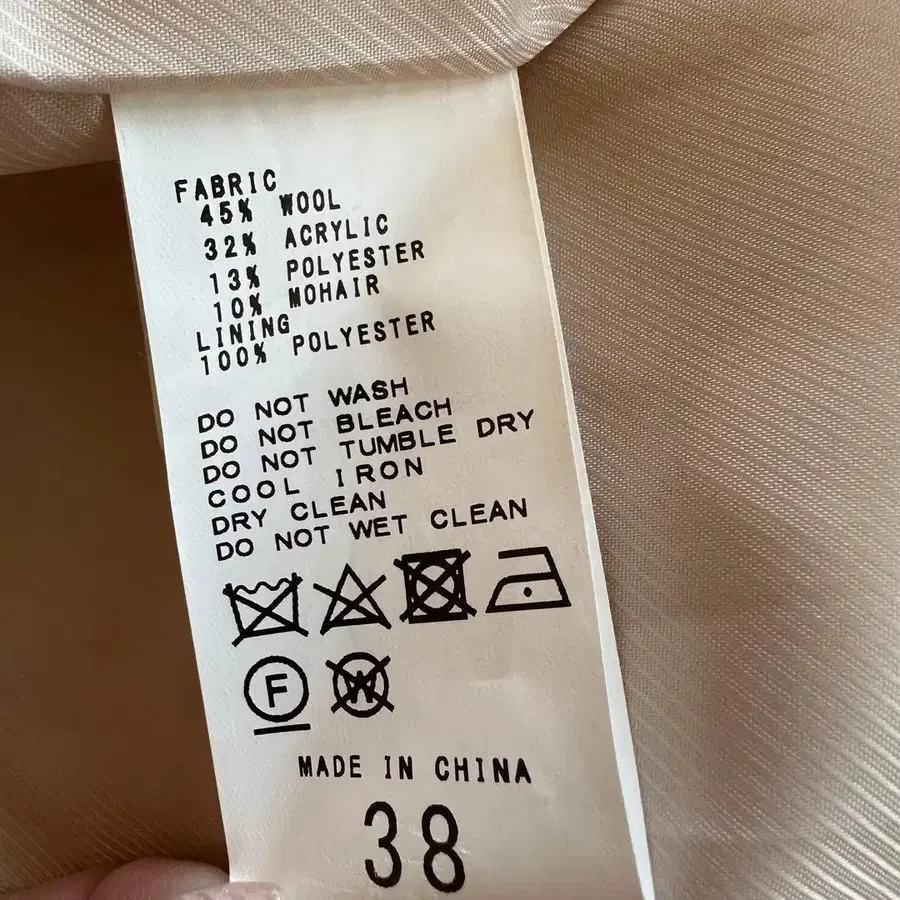 FABRIC
45% WOOL
32% ACRYLIC
13% POLYESTER
10% MOHAIR
LINING
100% POLYESTER
DO NOT WASH
DO NOT BLEACH
DO NOT TUMBLE DRY
COOL IRON
DRY CLEAN
DO NOT WET CLEAN
F W
MADE IN CHINA
38